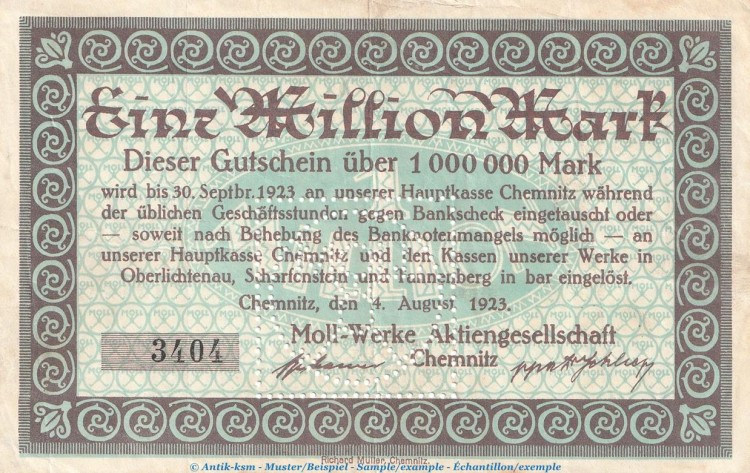 Eine Million Mark
Dieser Gutschein über 1 000 000 Mark
wird bis 30. Septbr. 1923 an unserer Hauptkasse Chemnitz während
der üblichen Geschäftsstunden gegen Bankscheck eingetauscht oder
— soweit nach Behebung des Banknotenmangels möglich — an
unserer Hauptkasse Chemnitz und den Kassen unserer Werke in
Oberlichtenau, Scharfenstein und Tannenberg in bar eingelöst.
Chemnitz, den 4. August 1923.
Moll-Werke Aktiengesellschaft
3404 Chemnitz
Richard Müller, Chemnitz.
© Antik-ksm - Muster/Beispiel - Sample/example - Échantillon/exemple